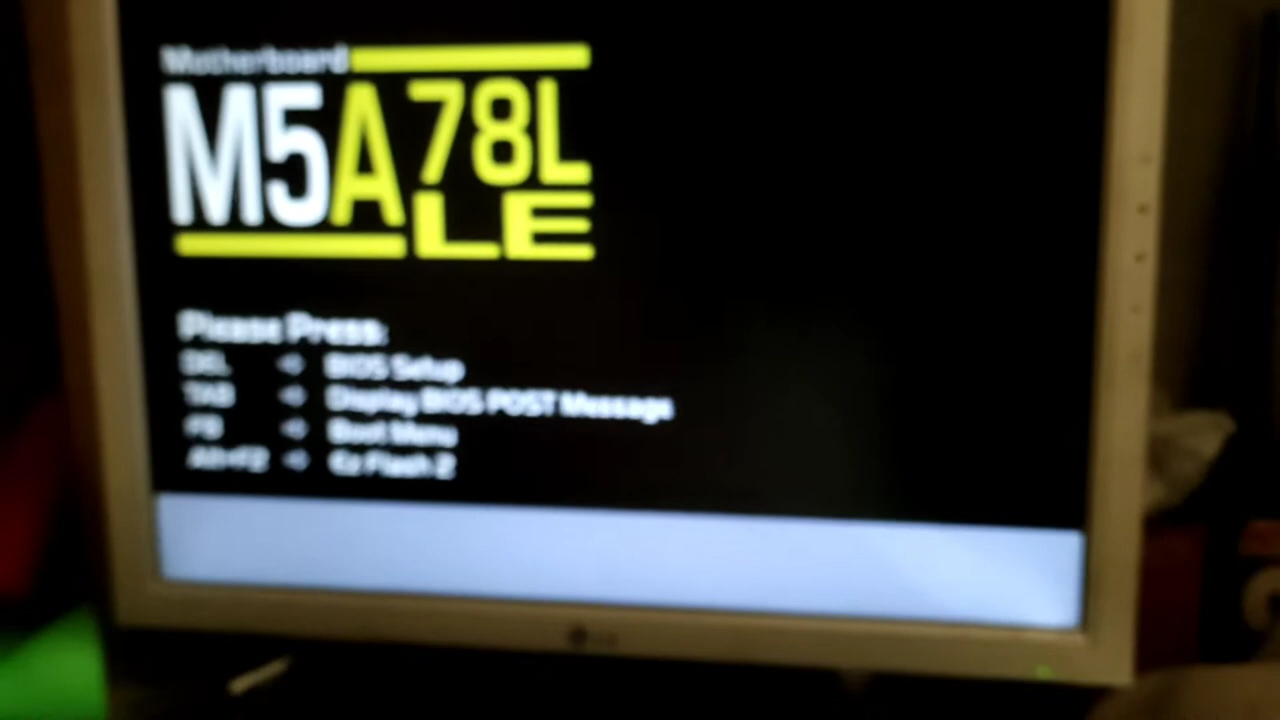 Motherboard
M5A78L
LE
Please Press:
DEL BIOS Setup
TAB Display BIOS POST Message
F8 Boot Menu
Alt+F2 Ez Flash 2
LG